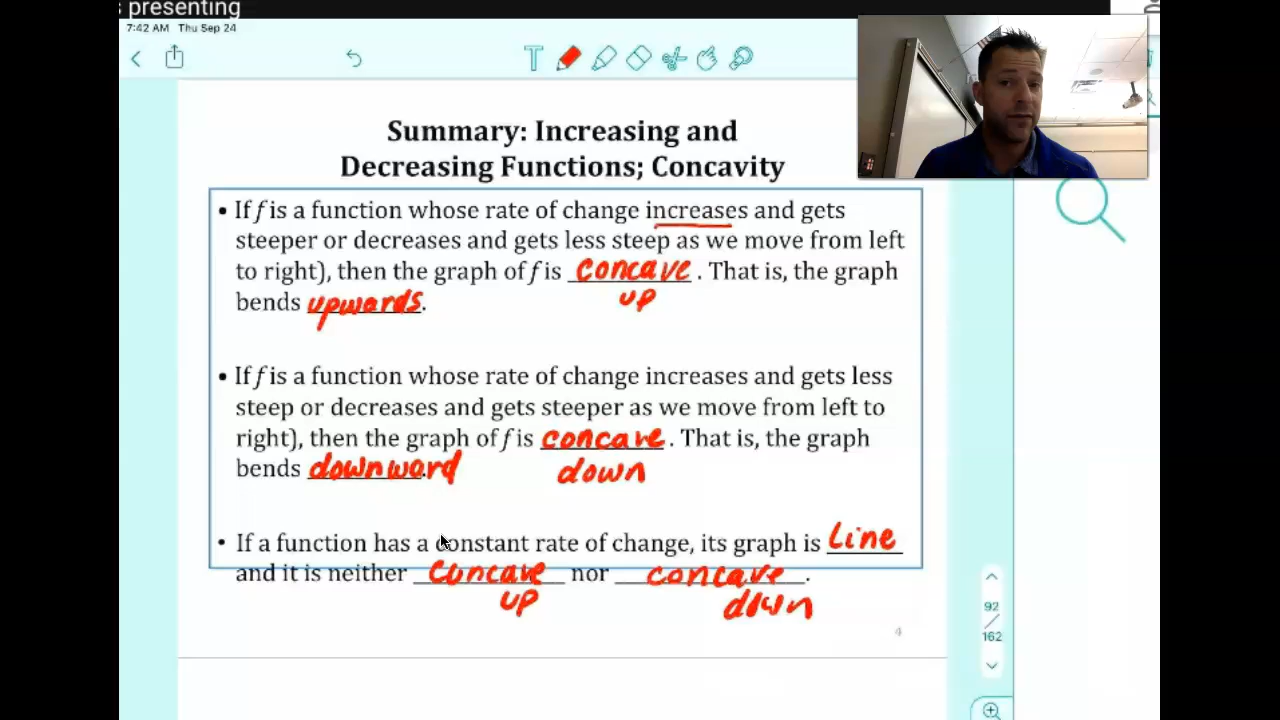 s presenting
7:42 AM Thu Sep 24
T
Summary: Increasing and
Decreasing Functions; Concavity
• If f is a function whose rate of change increases and gets
steeper or decreases and gets less steep as we move from left
to right), then the graph of f is concave . That is, the graph
up
bends upwards.
• If f is a function whose rate of change increases and gets less
steep or decreases and gets steeper as we move from left to
right), then the graph of f is concave . That is, the graph
down
bends downward.
• If a function has a constant rate of change, its graph is Line
and it is neither concave nor concave .
up down
4
92
/
162